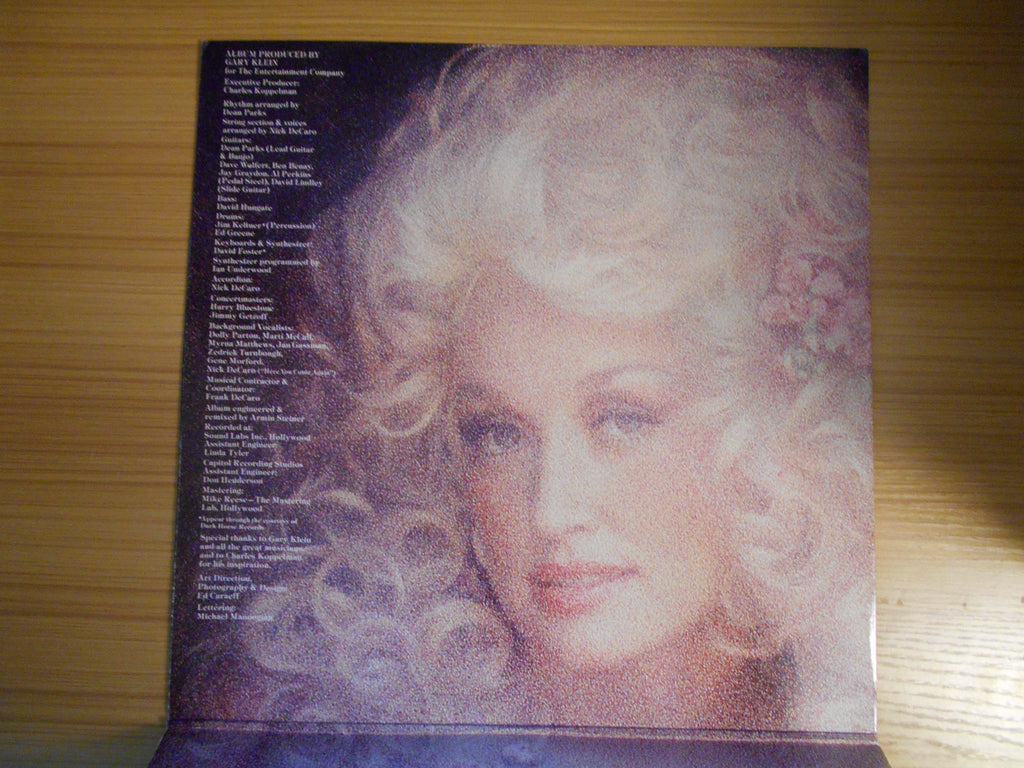 ALBUM PRODUCED BY
GARY KLEIN
for The Entertainment Company
Executive Producer:
Charles Koppelman
Rhythm arranged by
Dean Parks
String section & voices
arranged by Nick DeCaro
Guitars:
Dean Parks (Lead Guitar
& Banjo)
Dave Wolfert, Ben Benay,
Jay Graydon, Al Perkins
(Pedal Steel), David Lindley
(Slide Guitar)
Bass:
David Hungate
Drums:
Jim Keltner* (Percussion)
Ed Greene
Keyboards & Synthesizer:
David Foster*
Synthesizer programmed by
Ian Underwood
Accordion:
Nick DeCaro
Concertmasters:
Harry Bluestone
Jimmy Getzoff
Background Vocalists:
Dolly Parton, Marti McCall,
Myrna Matthews, Jan Gassman,
Zedrick Turnbough,
Gene Morford,
Nick DeCaro ("Here You Come Again")
Musical Contractor &
Coordinator:
Frank DeCaro
Album engineered &
remixed by Armin Steiner
Recorded at:
Sound Labs Inc., Hollywood
Assistant Engineer:
Linda Tyler
Capitol Recording Studios
Assistant Engineer:
Don Henderson
Mastering:
Mike Reese—The Mastering
Lab, Hollywood
*Appear through the courtesy of
Dark Horse Records
Special thanks to Gary Klein
and all the great musicians
and to Charles Koppelman
for his inspiration.
Art Direction,
Photography & Design:
Ed Caraeff
Lettering:
Michael Manoogian